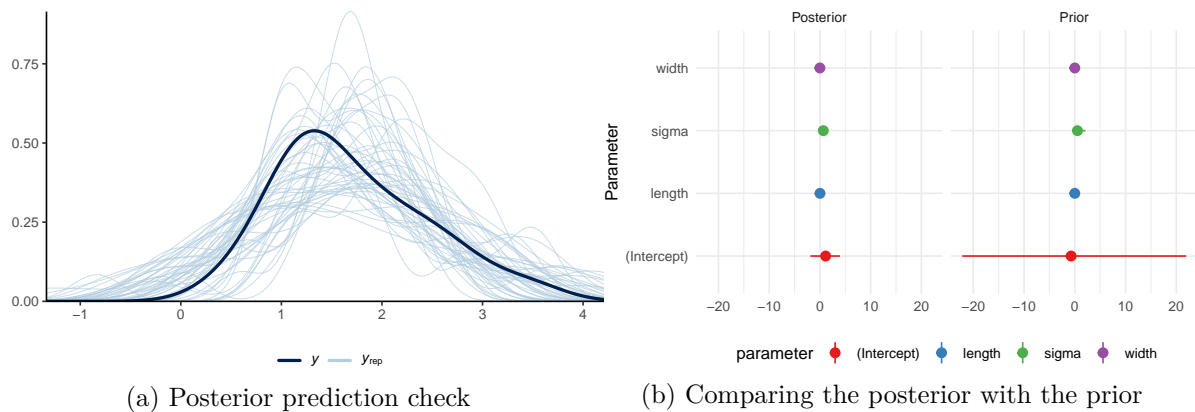 0.75
0.50
0.25
0.00
−1 0 1 2 3 4
y yrep
(a) Posterior prediction check
Posterior Prior
Parameter
width
sigma
length
(Intercept)
−20 −10 0 10 20 −20 −10 0 10 20
parameter (Intercept) length sigma width
(b) Comparing the posterior with the prior